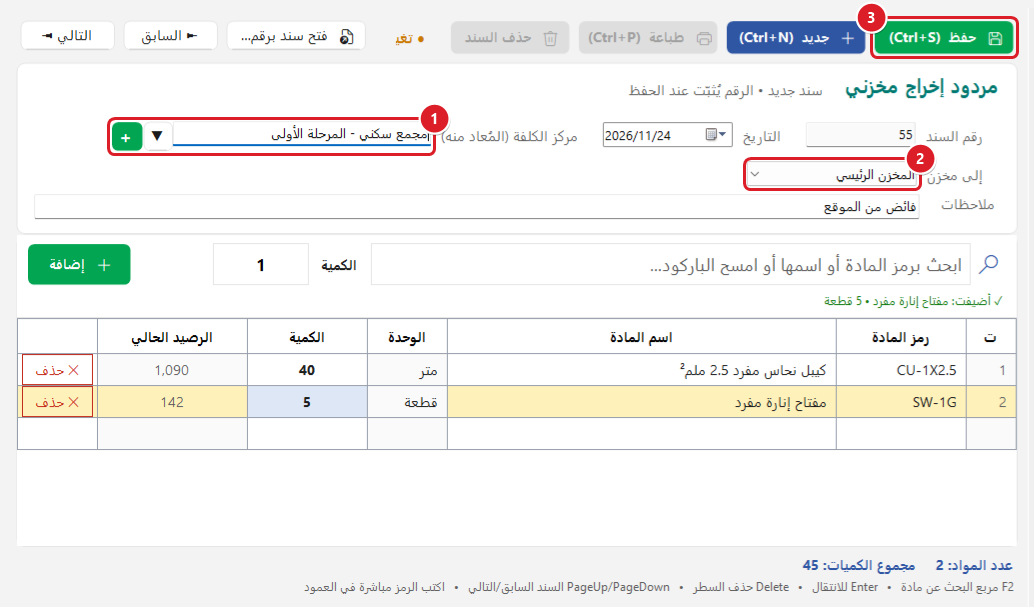 3
حفظ (Ctrl+S)
جديد (Ctrl+N)
طباعة (Ctrl+P)
حذف السند
● تغي
فتح سند برقم...
السابق
التالي
مردود إخراج مخزني
سند جديد • الرقم يُثبّت عند الحفظ
رقم السند 55
التاريخ 2026/11/24
مركز الكلفة (المُعاد منه) مجمع سكني - المرحلة الأولى
1
+
2
إلى مخزن المخزن الرئيسي
ملاحظات فائض من الموقع
ابحث برمز المادة أو اسمها أو امسح الباركود...
الكمية 1
+ إضافة
✓ أضيفت: مفتاح إنارة مفرد • 5 قطعة
ت رمز المادة اسم المادة الوحدة الكمية الرصيد الحالي
1 CU-1X2.5 كيبل نحاس مفرد 2.5 ملم² متر 40 1,090 حذف
2 SW-1G مفتاح إنارة مفرد قطعة 5 142 حذف
عدد المواد: 2 مجموع الكميات: 45
F2 مربع البحث عن مادة • Enter للانتقال • Delete حذف السطر • PageUp/PageDown السند السابق/التالي • اكتب الرمز مباشرة في العمود